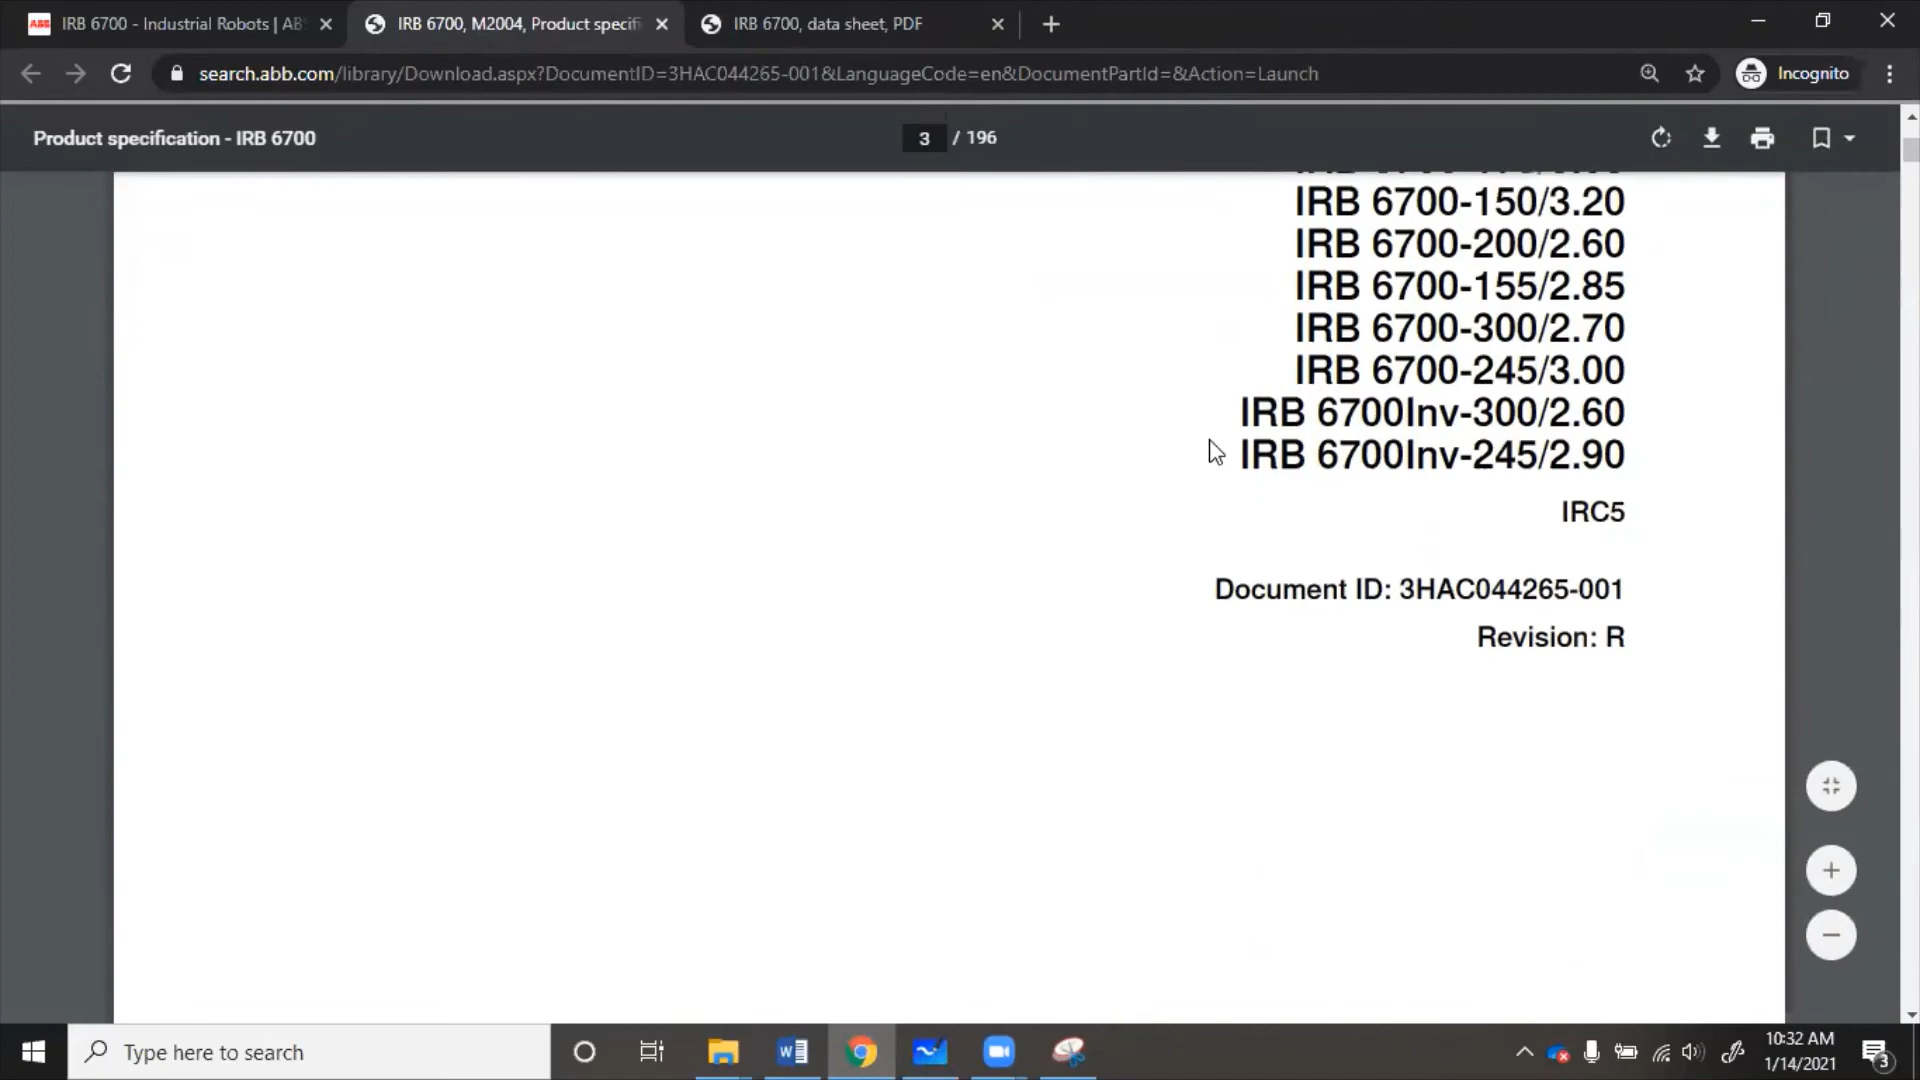 IRB 6700 - Industrial Robots | AB
IRB 6700, M2004, Product specifi
IRB 6700, data sheet, PDF
search.abb.com/library/Download.aspx?DocumentID=3HAC044265-001&LanguageCode=en&DocumentPartId=&Action=Launch
Incognito
Product specification - IRB 6700
3 / 196
IRB 6700-150/3.20
IRB 6700-200/2.60
IRB 6700-155/2.85
IRB 6700-300/2.70
IRB 6700-245/3.00
IRB 6700Inv-300/2.60
IRB 6700Inv-245/2.90
IRC5
Document ID: 3HAC044265-001
Revision: R
Type here to search
10:32 AM
1/14/2021
3